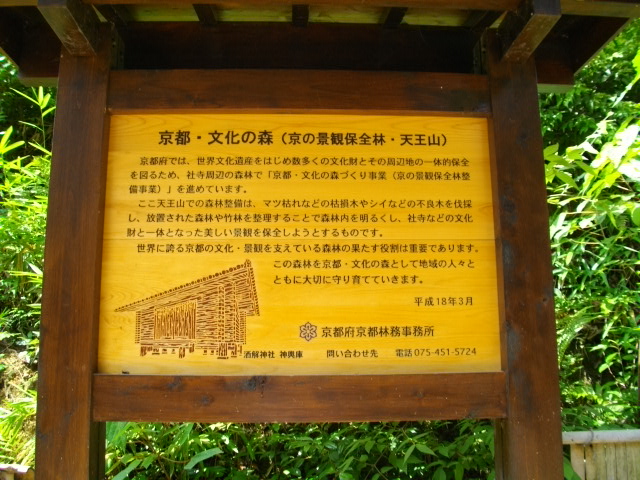 京都・文化の森（京の景観保全林・天王山）
京都府では、世界文化遺産をはじめ数多くの文化財とその周辺地の一体的保全
を図るため、社寺周辺の森林で「京都・文化の森づくり事業（京の景観保全林整
備事業）」を進めています。
ここ天王山での森林整備は、マツ枯れなどの枯損木やシイなどの不良木を伐採
し、放置された森林や竹林を整理することで森林内を明るくし、社寺などの文化
財と一体となった美しい景観を保全しようとするものです。
世界に誇る京都の文化・景観を支えている森林の果たす役割は重要であります。
この森林を京都・文化の森として地域の人々と
ともに大切に守り育てていきます。
平成18年3月
京都府京都林務事務所
酒解神社 神輿庫
問い合わせ先 電話 075-451-5724